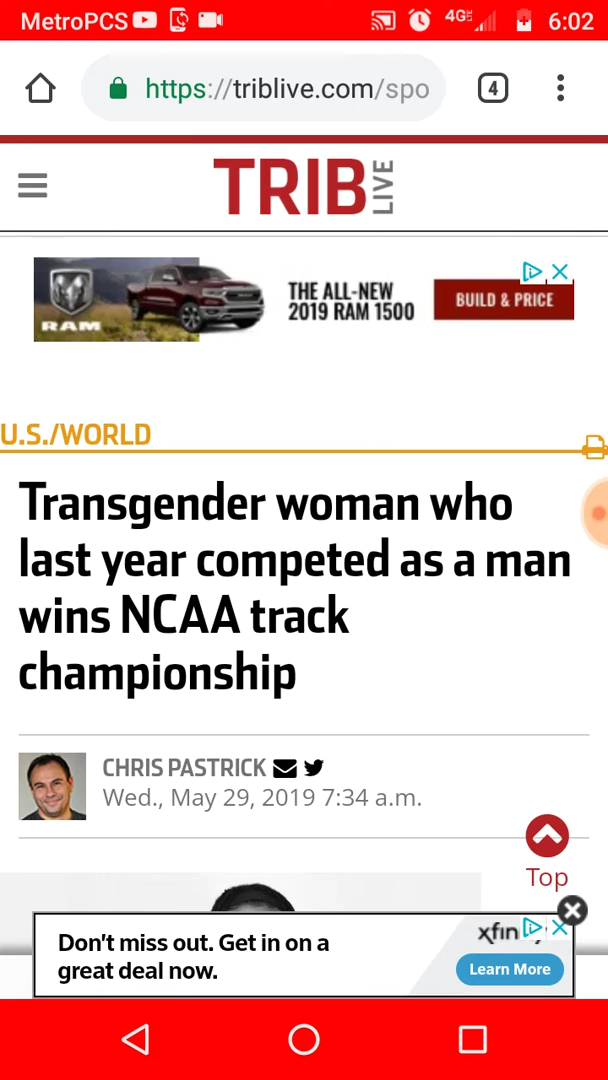 MetroPCS 4G 6:02
https://triblive.com/spo 4
TRIB LIVE
RAM
THE ALL-NEW
2019 RAM 1500
BUILD & PRICE
U.S./WORLD
Transgender woman who
last year competed as a man
wins NCAA track
championship
CHRIS PASTRICK
Wed., May 29, 2019 7:34 a.m.
Top
Don't miss out. Get in on a
great deal now.
xfin
Learn More